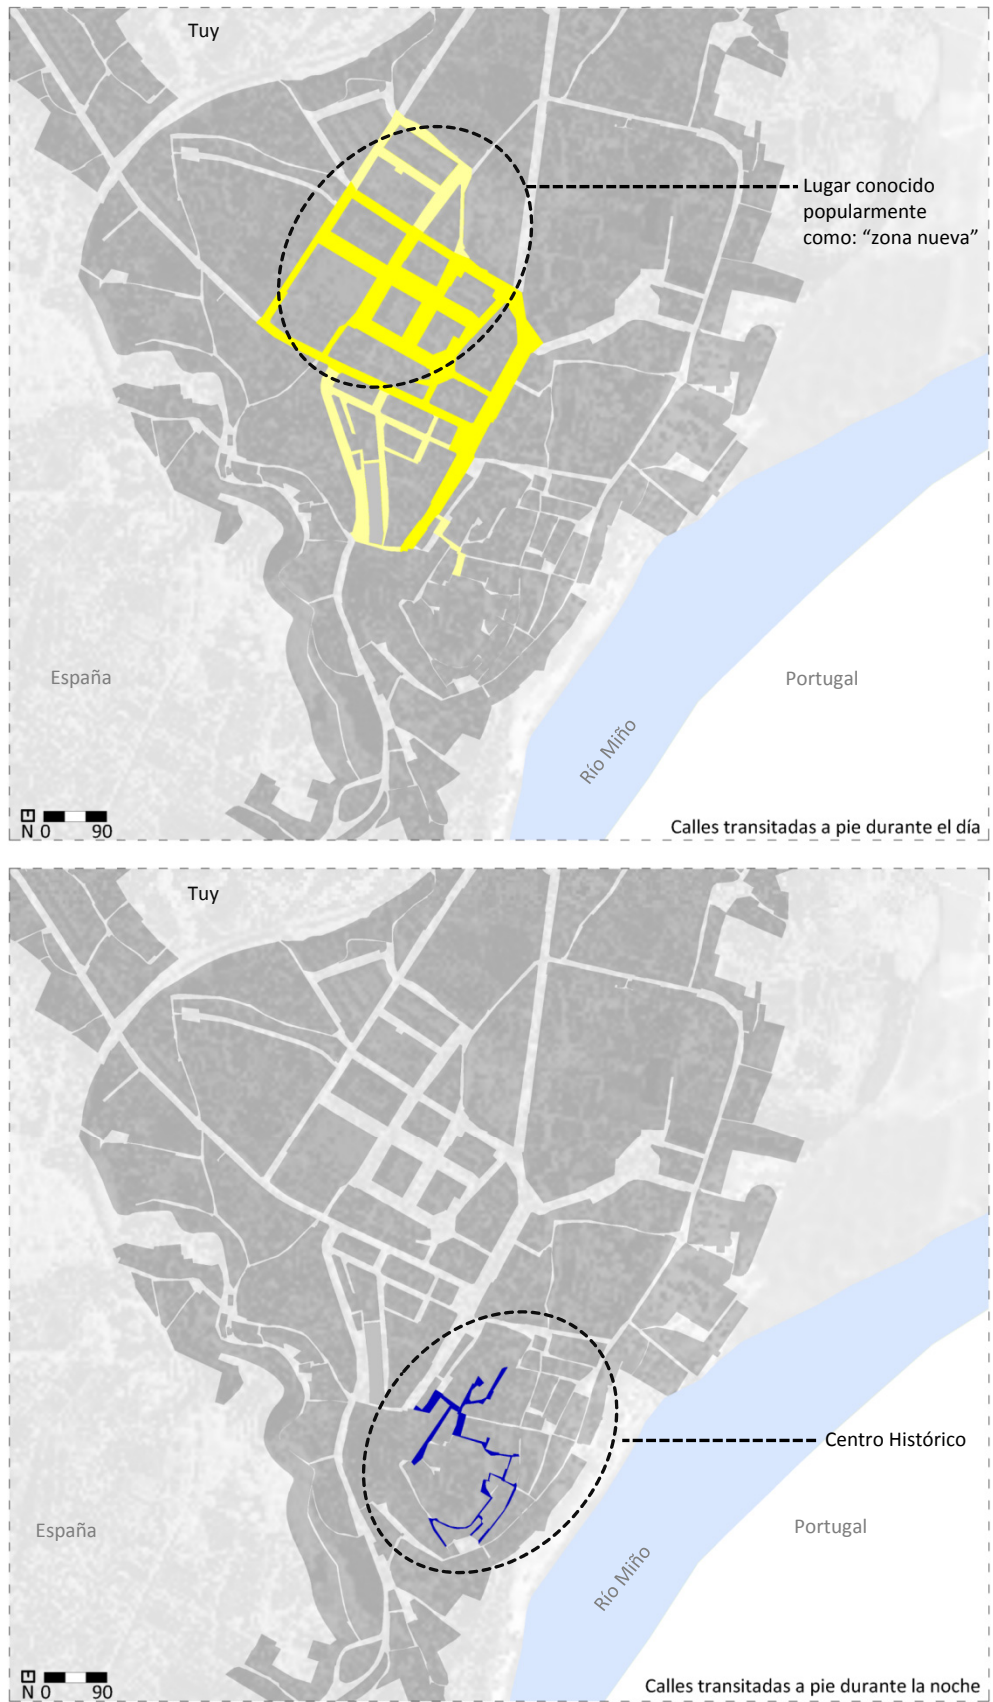 Tuy
Lugar conocido
popularmente
como: “zona nueva”
España
Portugal
Río Miño
N 0 90
Calles transitadas a pie durante el día
Tuy
Centro Histórico
España
Portugal
Río Miño
N 0 90
Calles transitadas a pie durante la noche